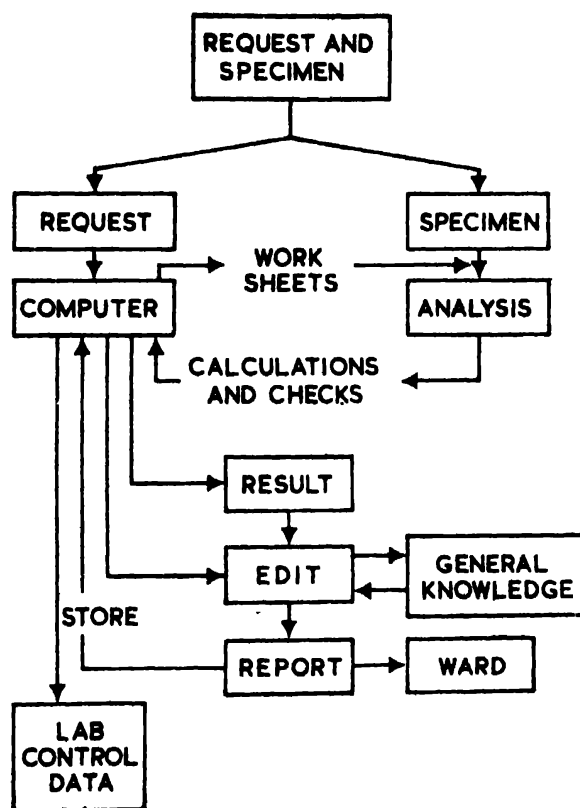 REQUEST AND
SPECIMEN
REQUEST
SPECIMEN
WORK
SHEETS
COMPUTER
ANALYSIS
CALCULATIONS
AND CHECKS
RESULT
EDIT
GENERAL
KNOWLEDGE
STORE
REPORT
WARD
LAB
CONTROL
DATA